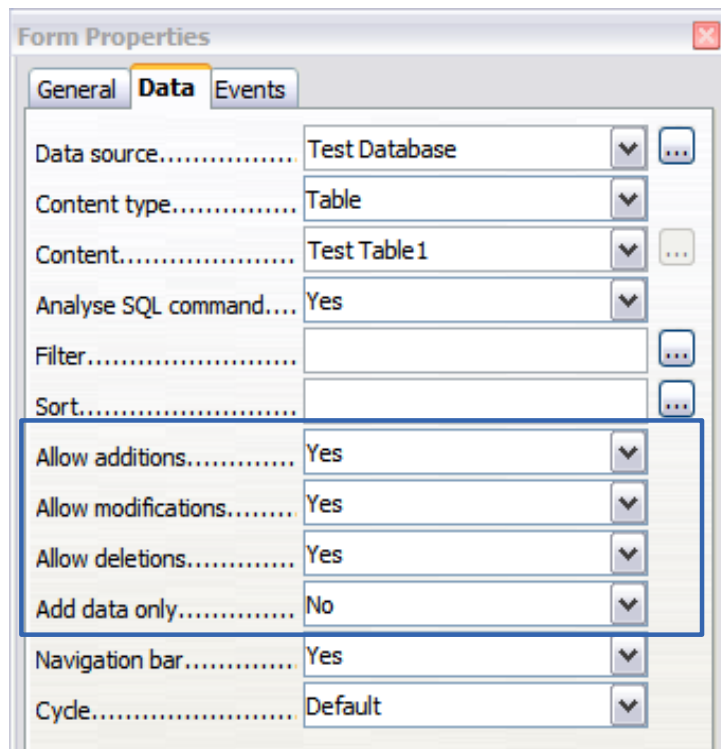 Form Properties
General Data Events
Data source................. Test Database ...
Content type............... Table
Content...................... Test Table1 ...
Analyse SQL command.... Yes
Filter.......................... ...
Sort........................... ...
Allow additions............. Yes
Allow modifications........ Yes
Allow deletions............. Yes
Add data only.............. No
Navigation bar............. Yes
Cycle......................... Default